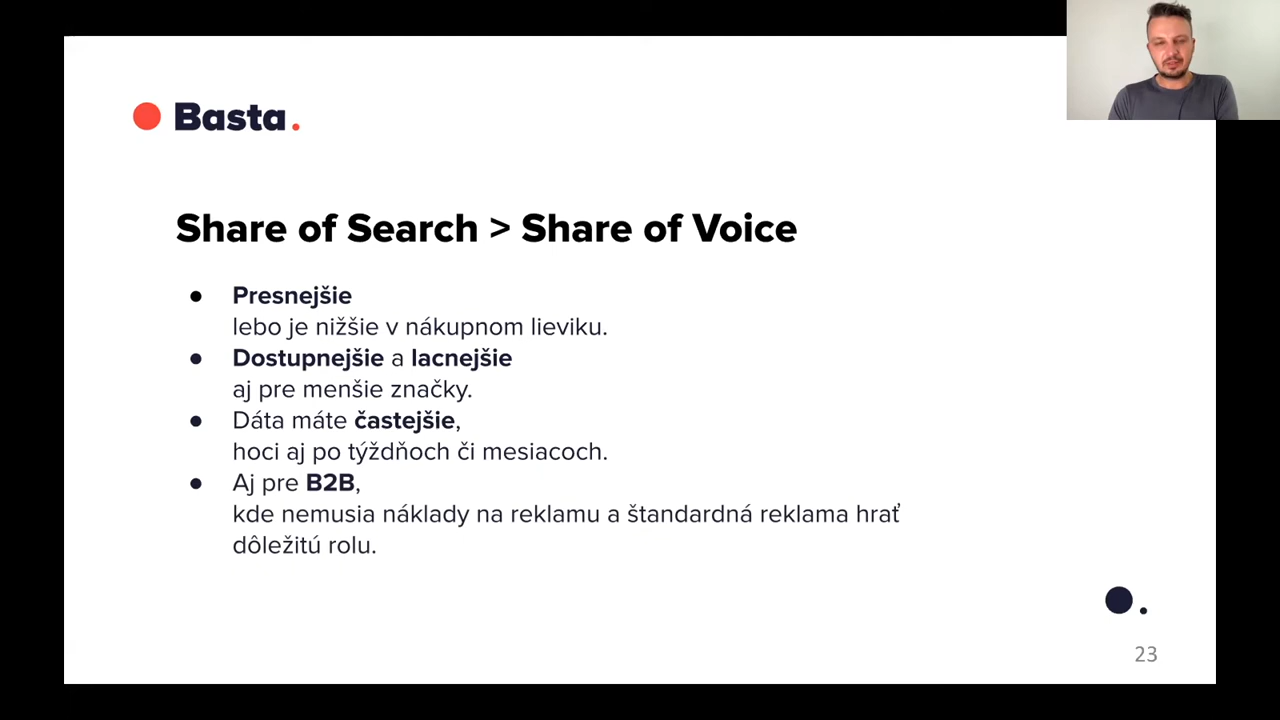 Basta.
Share of Search > Share of Voice
● Presnejšie
lebo je nižšie v nákupnom lieviku.
● Dostupnejšie a lacnejšie
aj pre menšie značky.
● Dáta máte častejšie,
hoci aj po týždňoch či mesiacoch.
● Aj pre B2B,
kde nemusia náklady na reklamu a štandardná reklama hrať
dôležitú rolu.
23